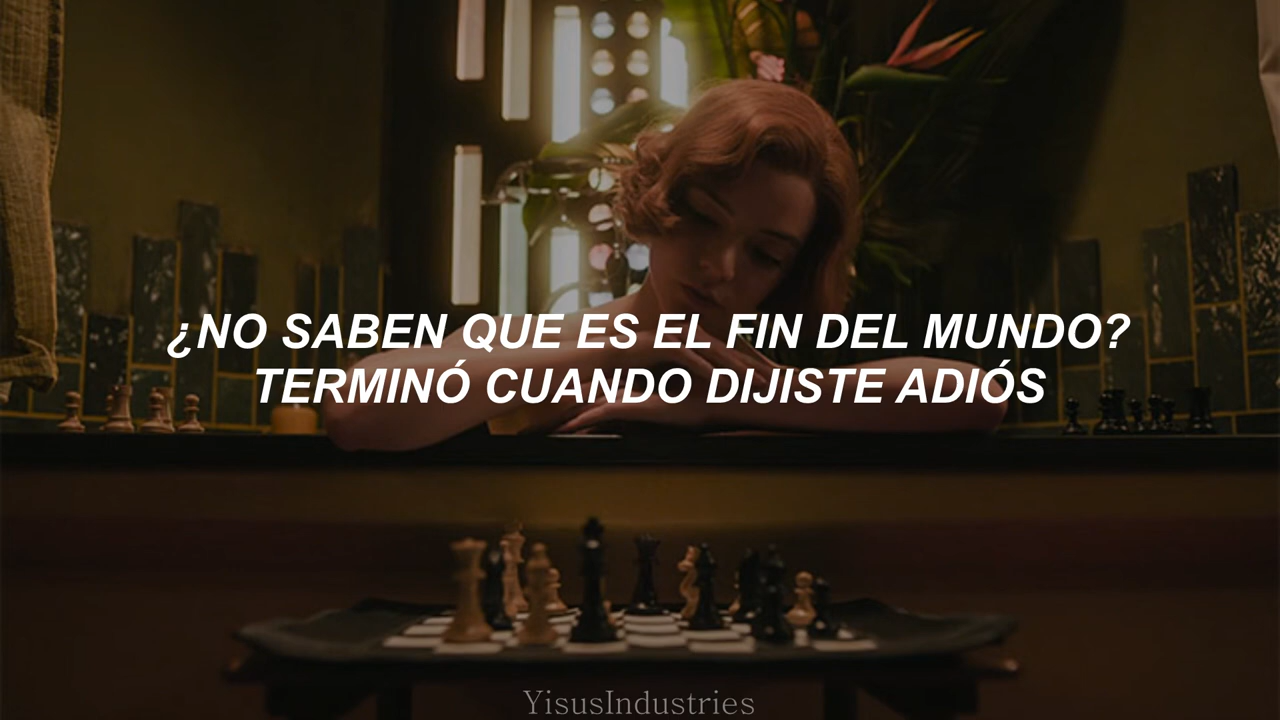 ¿NO SABEN QUE ES EL FIN DEL MUNDO?
TERMINÓ CUANDO DIJISTE ADIÓS
YisusIndustries